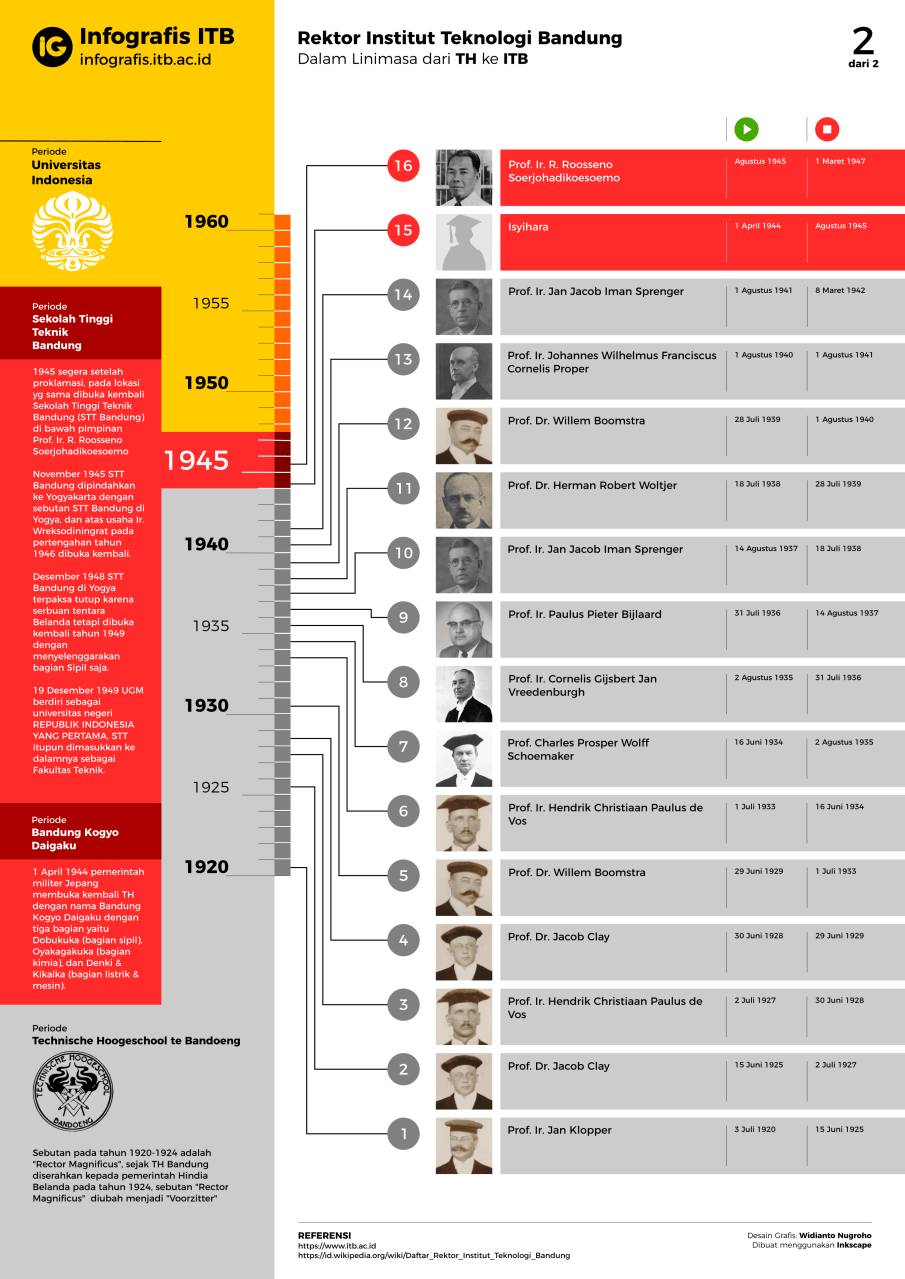 IG
Infografis ITB
infografis.itb.ac.id
Rektor Institut Teknologi Bandung
Dalam Linimasa dari TH ke ITB
2
dari 2
Periode
Universitas
Indonesia
Periode
Sekolah Tinggi
Teknik
Bandung
1945 segera setelah
proklamasi, pada lokasi
yg sama dibuka kembali
Sekolah Tinggi Teknik
Bandung (STT Bandung)
di bawah pimpinan
Prof. Ir. R. Roosseno
Soerjohadikoesoemo
November 1945 STT
Bandung dipindahkan
ke Yogyakarta dengan
sebutan STT Bandung di
Yogya, dan atas usaha Ir.
Wreksodiningrat pada
pertengahan tahun
1946 dibuka kembali.
Desember 1948 STT
Bandung di Yogya
terpaksa tutup karena
serbuan tentara
Belanda tetapi dibuka
kembali tahun 1949
dengan
menyelenggarakan
bagian Sipil saja.
19 Desember 1949 UGM
berdiri sebagai
universitas negeri
REPUBLIK INDONESIA
YANG PERTAMA, STT
itupun dimasukkan ke
dalamnya sebagai
Fakultas Teknik.
Periode
Bandung Kogyo
Daigaku
1 April 1944 pemerintah
militer Jepang
membuka kembali TH
dengan nama Bandung
Kogyo Daigaku dengan
tiga bagian yaitu
Dobukuka (bagian sipil),
Oyakagakuka (bagian
kimia), dan Denki &
Kikaika (bagian listrik &
mesin).
Periode
Technische Hoogeschool te Bandoeng
TECHNISCHE HOOGESCHOOL
BANDOENG
Sebutan pada tahun 1920-1924 adalah
"Rector Magnificus", sejak TH Bandung
diserahkan kepada pemerintah Hindia
Belanda pada tahun 1924, sebutan "Rector
Magnificus" diubah menjadi "Voorzitter"
1960
1955
1950
1945
1940
1935
1930
1925
1920
16 Prof. Ir. R. Roosseno Agustus 1945 1 Maret 1947
Soerjohadikoesoemo
15 Isyihara 1 April 1944 Agustus 1945
14 Prof. Ir. Jan Jacob Iman Sprenger 1 Agustus 1941 8 Maret 1942
13 Prof. Ir. Johannes Wilhelmus Franciscus 1 Agustus 1940 1 Agustus 1941
Cornelis Proper
12 Prof. Dr. Willem Boomstra 28 Juli 1939 1 Agustus 1940
11 Prof. Dr. Herman Robert Woltjer 18 Juli 1938 28 Juli 1939
10 Prof. Ir. Jan Jacob Iman Sprenger 14 Agustus 1937 18 Juli 1938
9 Prof. Ir. Paulus Pieter Bijlaard 31 Juli 1936 14 Agustus 1937
8 Prof. Ir. Cornelis Gijsbert Jan 2 Agustus 1935 31 Juli 1936
Vreedenburgh
7 Prof. Charles Prosper Wolff 16 Juni 1934 2 Agustus 1935
Schoemaker
6 Prof. Ir. Hendrik Christiaan Paulus de 1 Juli 1933 16 Juni 1934
Vos
5 Prof. Dr. Willem Boomstra 29 Juni 1929 1 Juli 1933
4 Prof. Dr. Jacob Clay 30 Juni 1928 29 Juni 1929
3 Prof. Ir. Hendrik Christiaan Paulus de 2 Juli 1927 30 Juni 1928
Vos
2 Prof. Dr. Jacob Clay 15 Juni 1925 2 Juli 1927
1 Prof. Ir. Jan Klopper 3 Juli 1920 15 Juni 1925
REFERENSI
https://www.itb.ac.id
https://id.wikipedia.org/wiki/Daftar_Rektor_Institut_Teknologi_Bandung
Desain Grafis: Widianto Nugroho
Dibuat menggunakan Inkscape